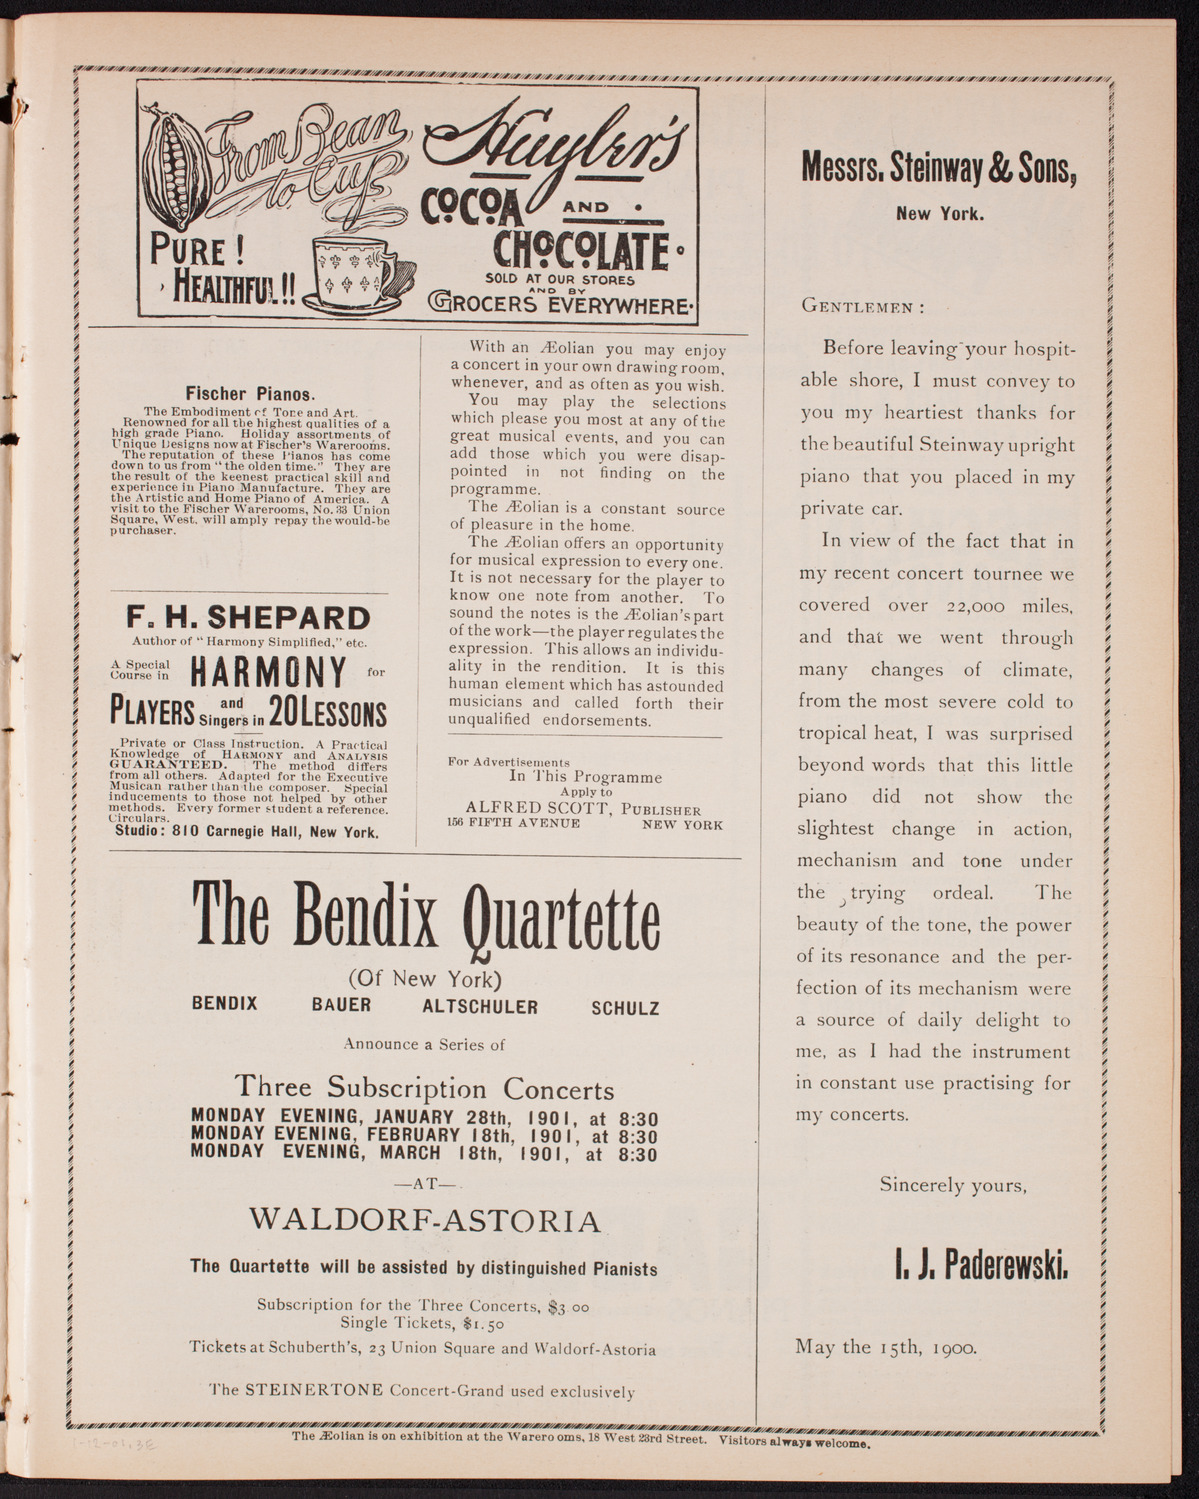 From Bean
to Cup
PURE!
HEALTHFUL!!
Huyler's
COCOA AND
CHOCOLATE
SOLD AT OUR STORES
AND BY
GROCERS EVERYWHERE.
Fischer Pianos.
The Embodiment of Tone and Art.
Renowned for all the highest qualities of a
high grade Piano. Holiday assortments of
Unique Designs now at Fischer's Warerooms.
The reputation of these Pianos has come
down to us from "the olden time." They are
the result of the keenest practical skill and
experience in Piano Manufacture. They are
the Artistic and Home Piano of America. A
visit to the Fischer Warerooms, No. 33 Union
Square, West, will amply repay the would-be
purchaser.
F. H. SHEPARD
Author of "Harmony Simplified," etc.
A Special
Course in HARMONY for
PLAYERS and
Singers in 20 LESSONS
Private or Class Instruction. A Practical
Knowledge of HARMONY and ANALYSIS
GUARANTEED. The method differs
from all others. Adapted for the Executive
Musican rather than the composer. Special
inducements to those not helped by other
methods. Every former student a reference.
Circulars.
Studio: 810 Carnegie Hall, New York.
With an Æolian you may enjoy
a concert in your own drawing room,
whenever, and as often as you wish.
You may play the selections
which please you most at any of the
great musical events, and you can
add those which you were disap-
pointed in not finding on the
programme.
The Æolian is a constant source
of pleasure in the home.
The Æolian offers an opportunity
for musical expression to every one.
It is not necessary for the player to
know one note from another. To
sound the notes is the Æolian's part
of the work—the player regulates the
expression. This allows an individu-
ality in the rendition. It is this
human element which has astounded
musicians and called forth their
unqualified endorsements.
For Advertisements
In This Programme
Apply to
ALFRED SCOTT, PUBLISHER
156 FIFTH AVENUE NEW YORK
The Bendix Quartette
(Of New York)
BENDIX BAUER ALTSCHULER SCHULZ
Announce a Series of
Three Subscription Concerts
MONDAY EVENING, JANUARY 28th, 1901, at 8:30
MONDAY EVENING, FEBRUARY 18th, 1901, at 8:30
MONDAY EVENING, MARCH 18th, 1901, at 8:30
—AT—
WALDORF-ASTORIA
The Quartette will be assisted by distinguished Pianists
Subscription for the Three Concerts, $3 00
Single Tickets, $1.50
Tickets at Schuberth's, 23 Union Square and Waldorf-Astoria
The STEINERTONE Concert-Grand used exclusively
Messrs. Steinway & Sons,
New York.
GENTLEMEN:
Before leaving your hospit-
able shore, I must convey to
you my heartiest thanks for
the beautiful Steinway upright
piano that you placed in my
private car.
In view of the fact that in
my recent concert tournee we
covered over 22,000 miles,
and that we went through
many changes of climate,
from the most severe cold to
tropical heat, I was surprised
beyond words that this little
piano did not show the
slightest change in action,
mechanism and tone under
the trying ordeal. The
beauty of the tone, the power
of its resonance and the per-
fection of its mechanism were
a source of daily delight to
me, as I had the instrument
in constant use practising for
my concerts.
Sincerely yours,
I. J. Paderewski.
May the 15th, 1900.
The Æolian is on exhibition at the Warero oms, 18 West 23rd Street. Visitors always welcome.
1-12-01.3E